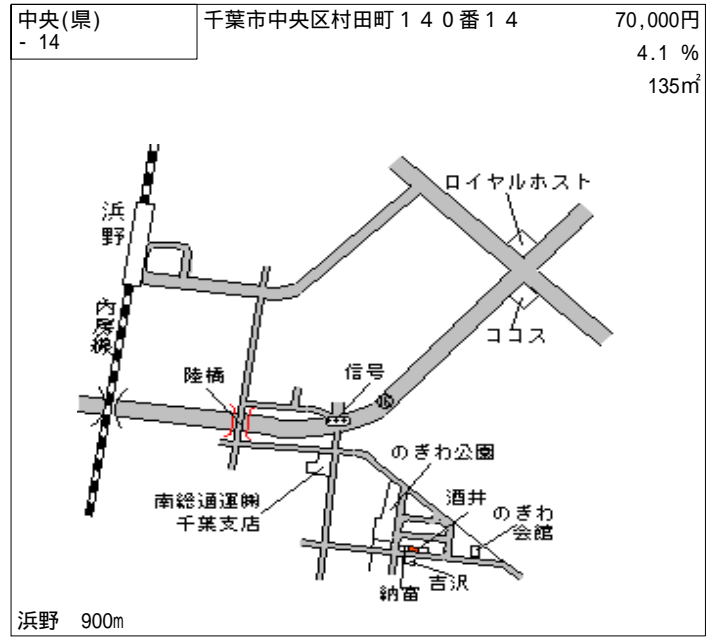 中央(県)
- 14
千葉市中央区村田町１４０番14
70,000円
4.1 %
135㎡
ロイヤルホスト
浜野
内房線
ココス
陸橋
信号
16
のぎわ公園
南総通運㈱
千葉支店
酒井
のぎわ
会館
吉沢
納富
浜野 900m